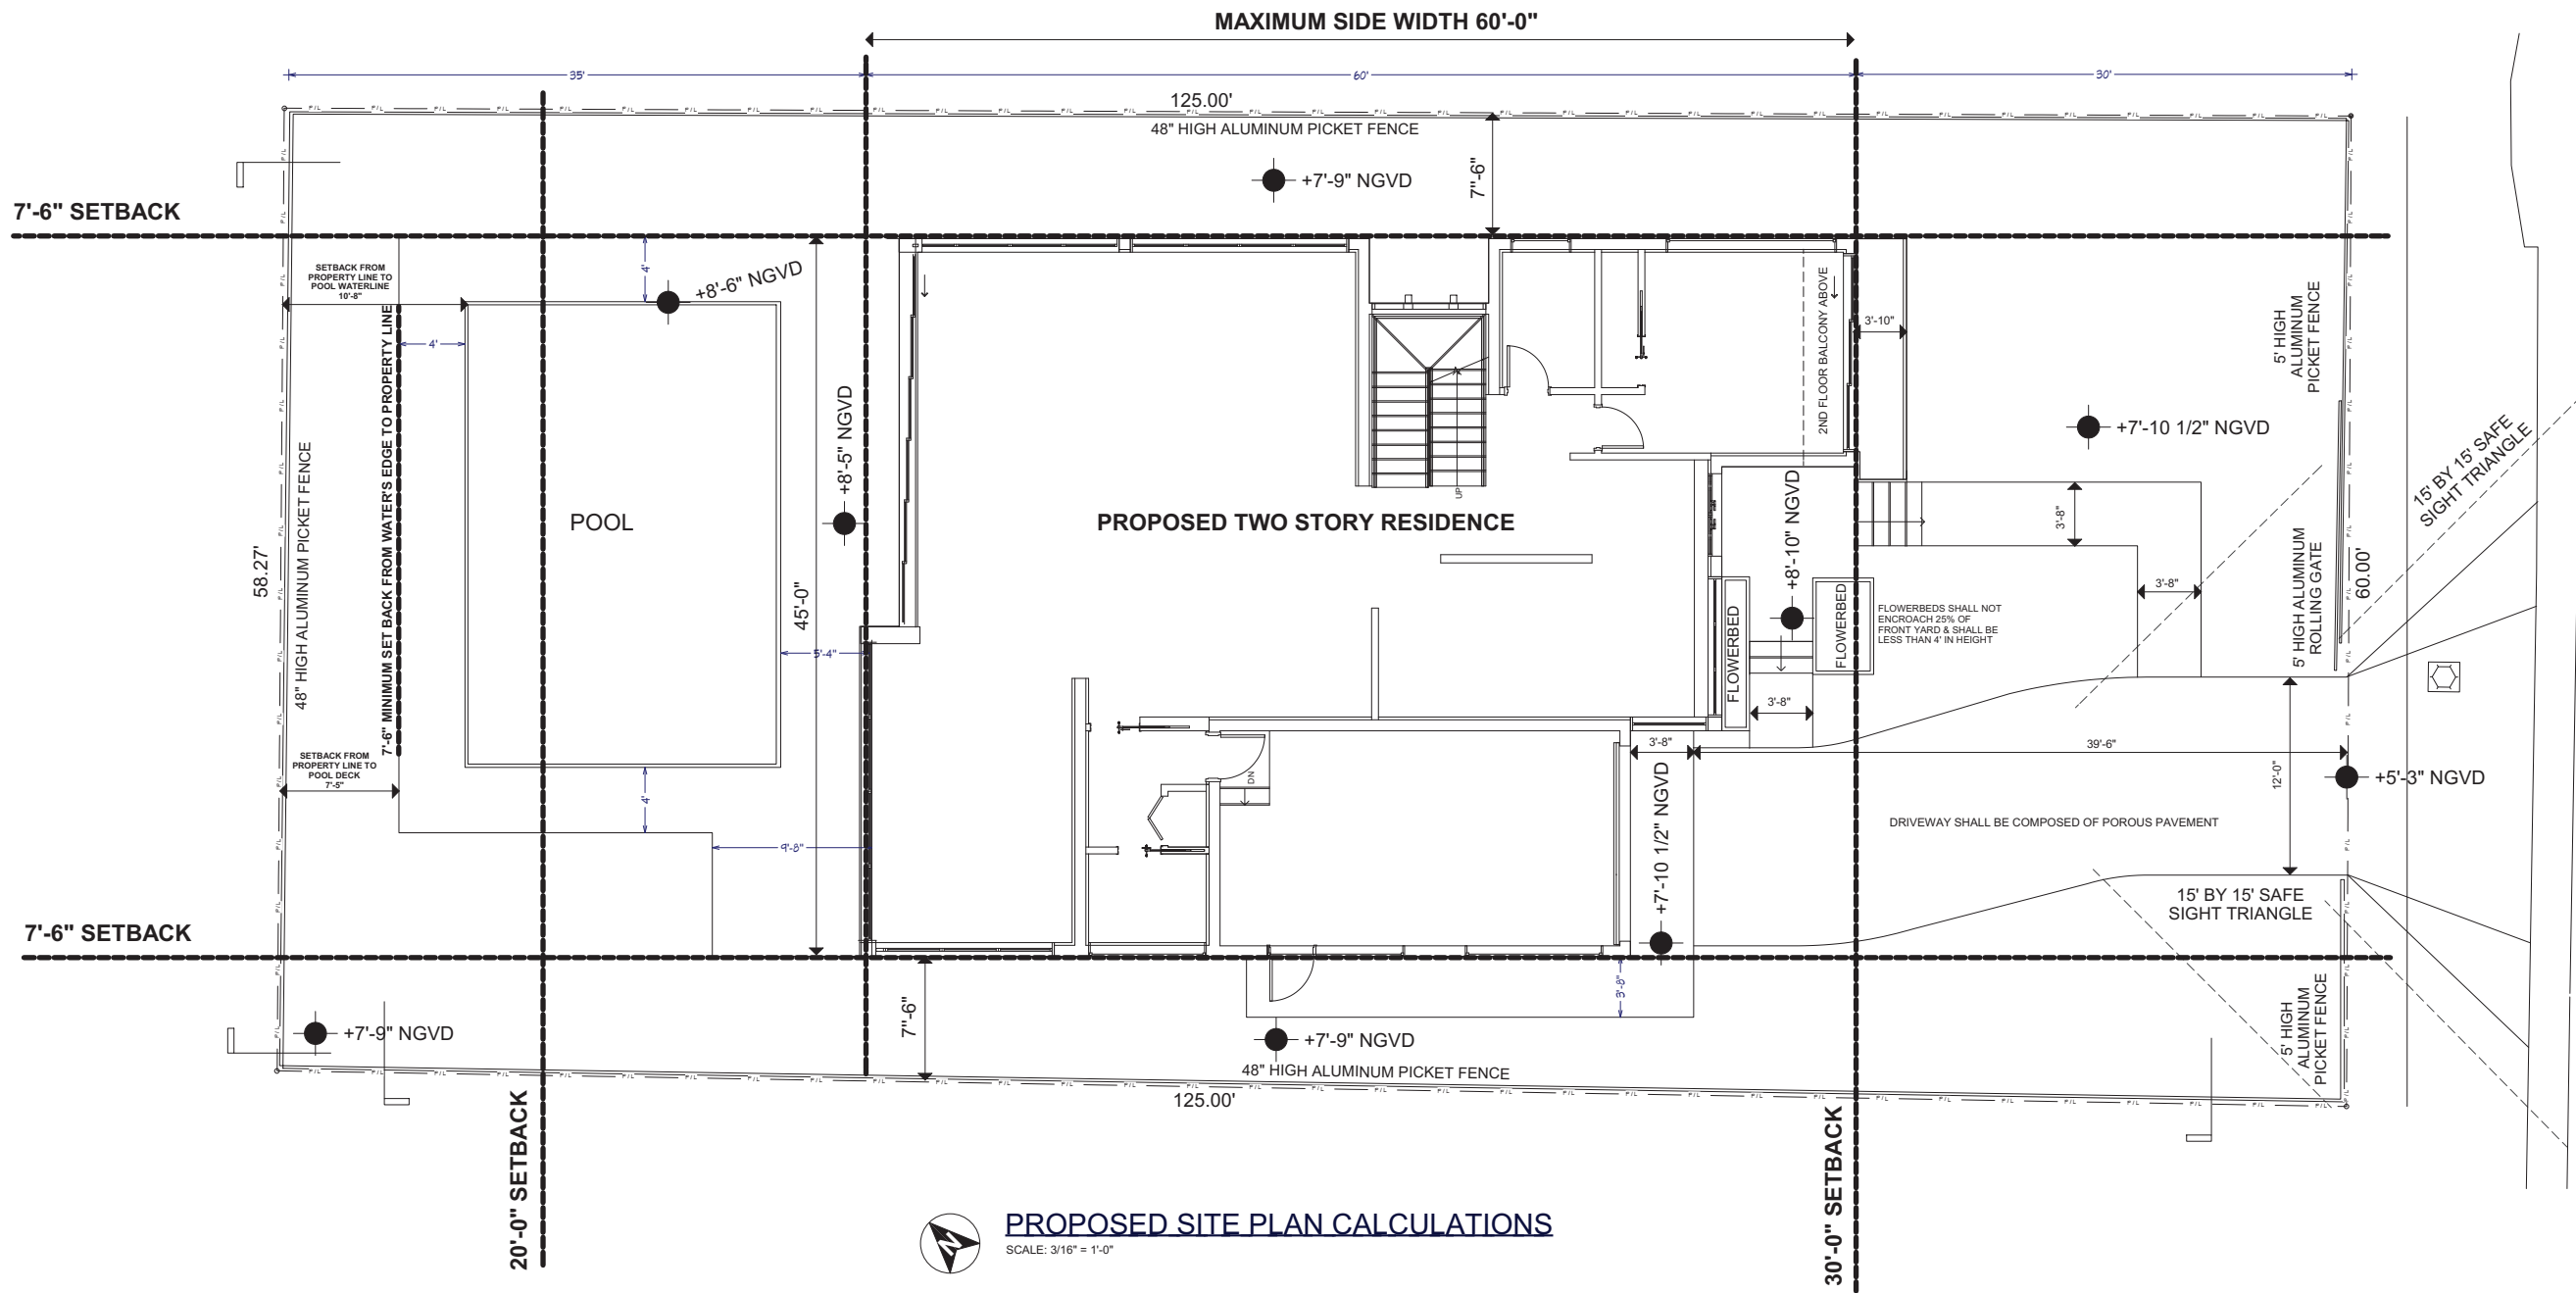 MAXIMUM SIDE WIDTH 60'-0"
35'
60'
30'
125.00'
48" HIGH ALUMINUM PICKET FENCE
+7'-9" NGVD
7"-6"
7'-6" SETBACK
SETBACK FROM
PROPERTY LINE TO
POOL WATERLINE
10'-8"
4'
+8'-6" NGVD
2ND FLOOR BALCONY ABOVE
3'-10"
5' HIGH
ALUMINUM
PICKET FENCE
4'
7'-6" MINIMUM SET BACK FROM WATER'S EDGE TO PROPERTY LINE
48" HIGH ALUMINUM PICKET FENCE
58.27'
POOL
+8'-5" NGVD
45'-0"
PROPOSED TWO STORY RESIDENCE
UP
+8'-10" NGVD
+7'-10 1/2" NGVD
15' BY 15' SAFE
SIGHT TRIANGLE
3'-8"
3'-8"
5' HIGH ALUMINUM
ROLLING GATE
60.00'
FLOWERBED
FLOWERBED
FLOWERBEDS SHALL NOT
ENCROACH 25% OF
FRONT YARD & SHALL BE
LESS THAN 4' IN HEIGHT
5'-4"
3'-8"
3'-8"
39'-6"
12'-0"
+5'-3" NGVD
SETBACK FROM
PROPERTY LINE TO
POOL DECK
7'-5"
4'
9'-8"
DN
+7'-10 1/2" NGVD
DRIVEWAY SHALL BE COMPOSED OF POROUS PAVEMENT
15' BY 15' SAFE
SIGHT TRIANGLE
7'-6" SETBACK
3'-8"
7"-6"
5' HIGH
ALUMINUM
PICKET FENCE
+7'-9" NGVD
+7'-9" NGVD
48" HIGH ALUMINUM PICKET FENCE
125.00'
20'-0" SETBACK
30'-0" SETBACK
N
PROPOSED SITE PLAN CALCULATIONS
SCALE: 3/16" = 1'-0"